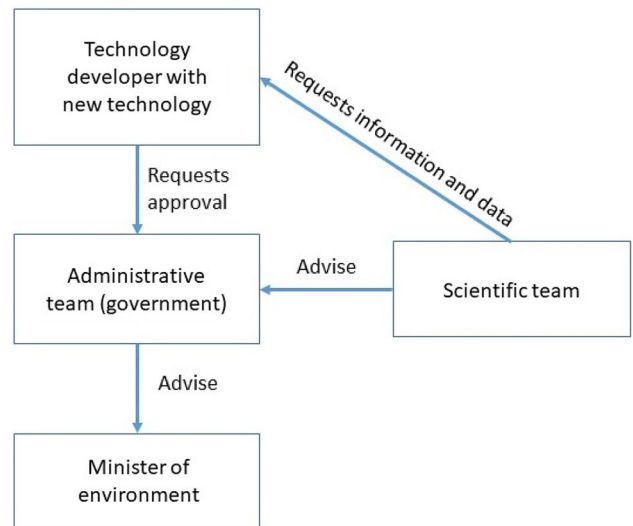 Technology
developer with
new technology
Requests information and data
Requests
approval
Administrative
team (government)
Advise
Scientific team
Advise
Minister of
environment